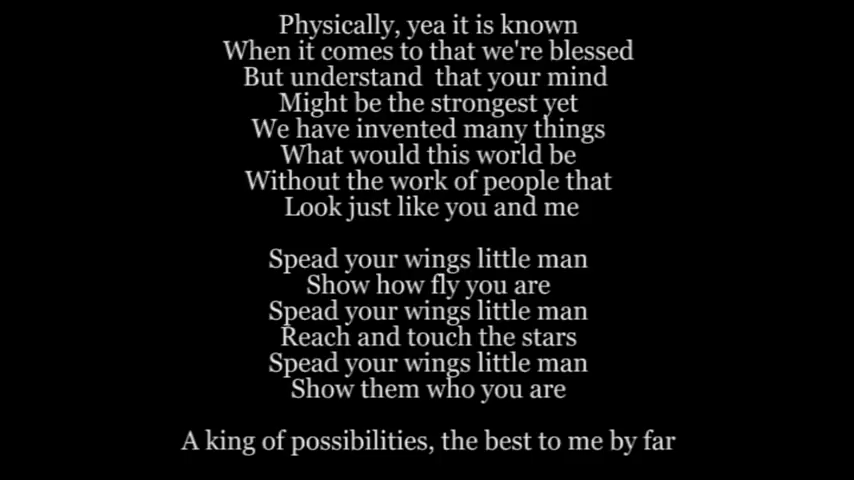 Physically, yea it is known
When it comes to that we're blessed
But understand  that your mind
Might be the strongest yet
We have invented many things
What would this world be
Without the work of people that
Look just like you and me
Spead your wings little man
Show how fly you are
Spead your wings little man
Reach and touch the stars
Spead your wings little man
Show them who you are
A king of possibilities, the best to me by far